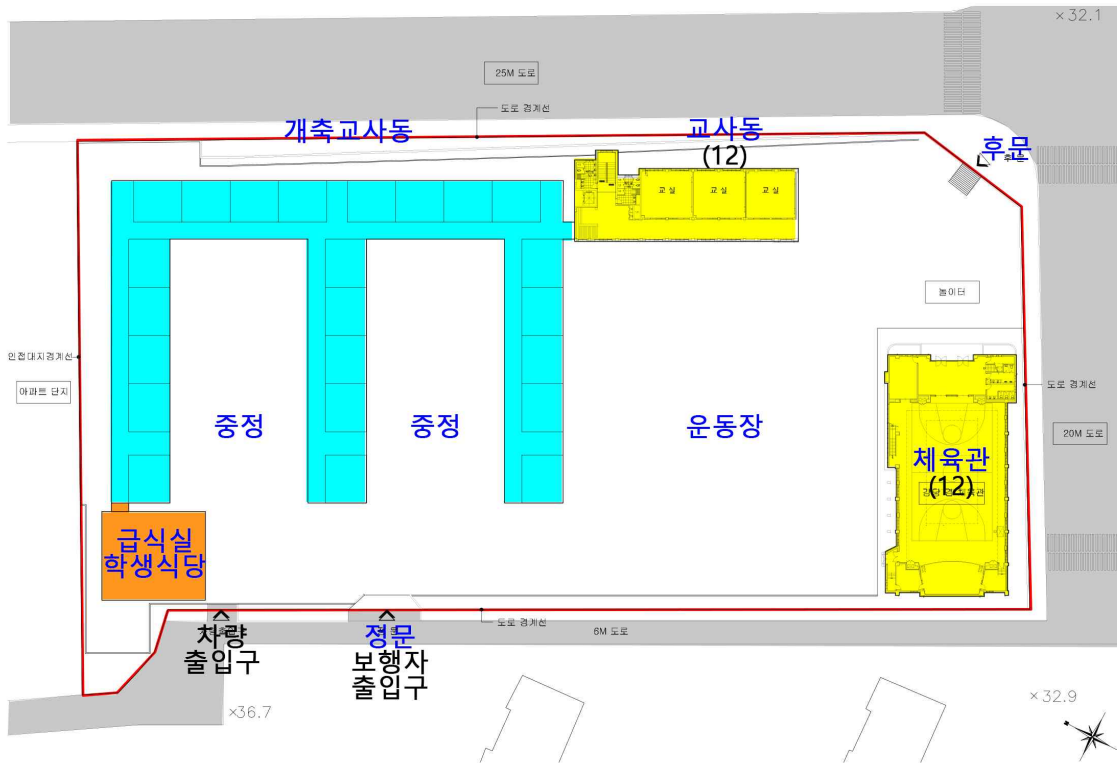 ×32.1
25M 도로
도로 경계선
개축교사동
교사동
(12)
후문
교 실
교 실
교 실
놀이터
인접대지경계선
아파트 단지
도로 경계선
20M 도로
중정
중정
운동장
체육관
(12)
급식실
학생식당
차량
출입구
정문
보행자
출입구
도로 경계선
6M 도로
×36.7
×32.9